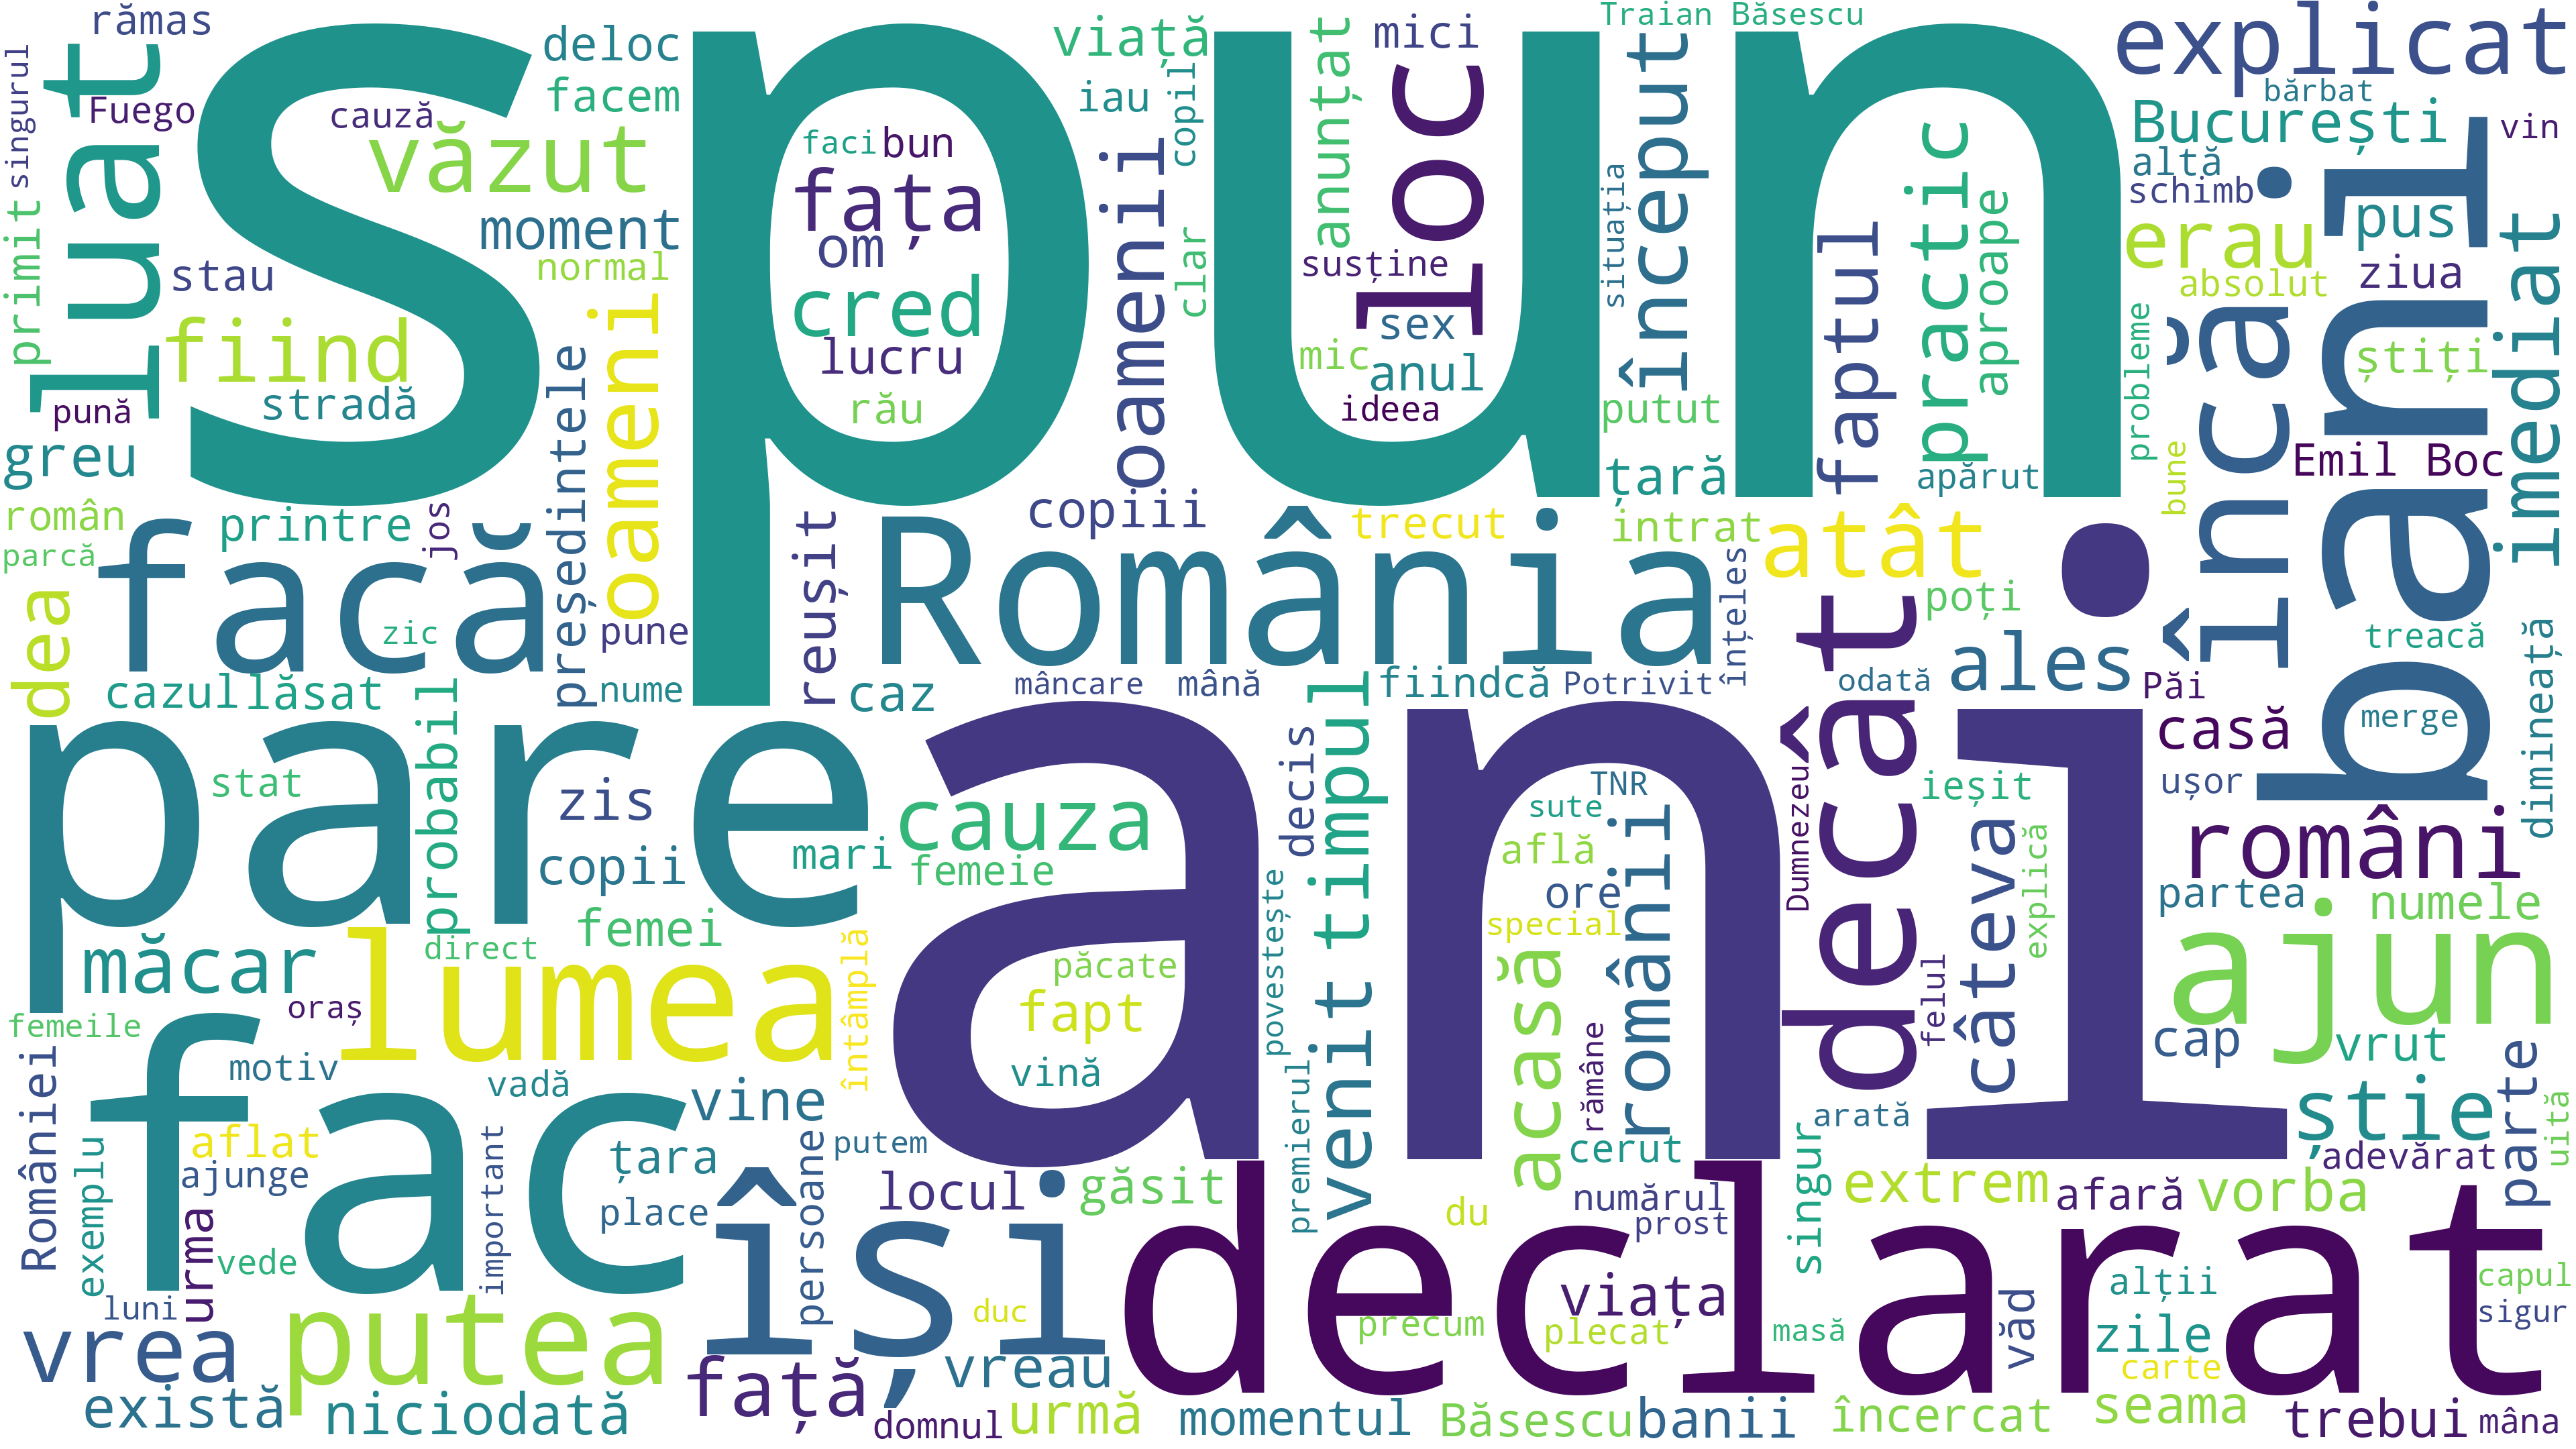 spun
ani
declarat
pare
fac
România
facă
bani
încă
decât
își
luat
loc
lumea
putea
ajun
explicat
București
văzut
fața
cred
om
lucru
rău
faci
bun
început
practic
aproape
faptul
oamenii
oameni
președintele
rămas
singurul
Fuego
cauză
deloc
facem
moment
normal
stau
fiind
stradă
primit
pună
greu
român
parcă
printre
jos
dea
zic
cazul
lăsat
pune
nume
reușit
caz
copiii
viață
iau
copil
clar
anunțat
mici
susține
sex
mic
anul
ideea
Traian Băsescu
situația
putut
țară
apărut
trecut
intrat
atât
poți
înțeles
mâncare
mână
fiindcă
Potrivit
odată
ales
bărbat
vin
altă
schimb
erau
pus
absolut
ziua
probleme
știți
bune
Emil Boc
imediat
treacă
Păi
merge
casă
ușor
dimineață
români
partea
numele
stat
probabil
zis
copii
mari
cauza
femeie
femei
direct
măcar
oraș
femeile
motiv
vadă
întâmplă
vine
păcate
fapt
vină
decis
venit timpul
povestește
premierul
TNR
sute
află
ore
special
românii
acasă
rămâne
cerut
Dumnezeu
ieșit
câteva
explică
felul
arată
cap
vrut
știe
parte
uită
adevărat
României
exemplu
aflat
ajunge
urma
vede
important
țara
place
persoane
putem
locul
găsit
du
numărul
prost
singur
extrem
afară
vorba
luni
vrea
există
niciodată
duc
față
vreau
domnul
urmă
momentul
Băsescu
banii
precum
viața
plecat
masă
văd
alții
zile
carte
seama
încercat
trebui
capul
sigur
mâna